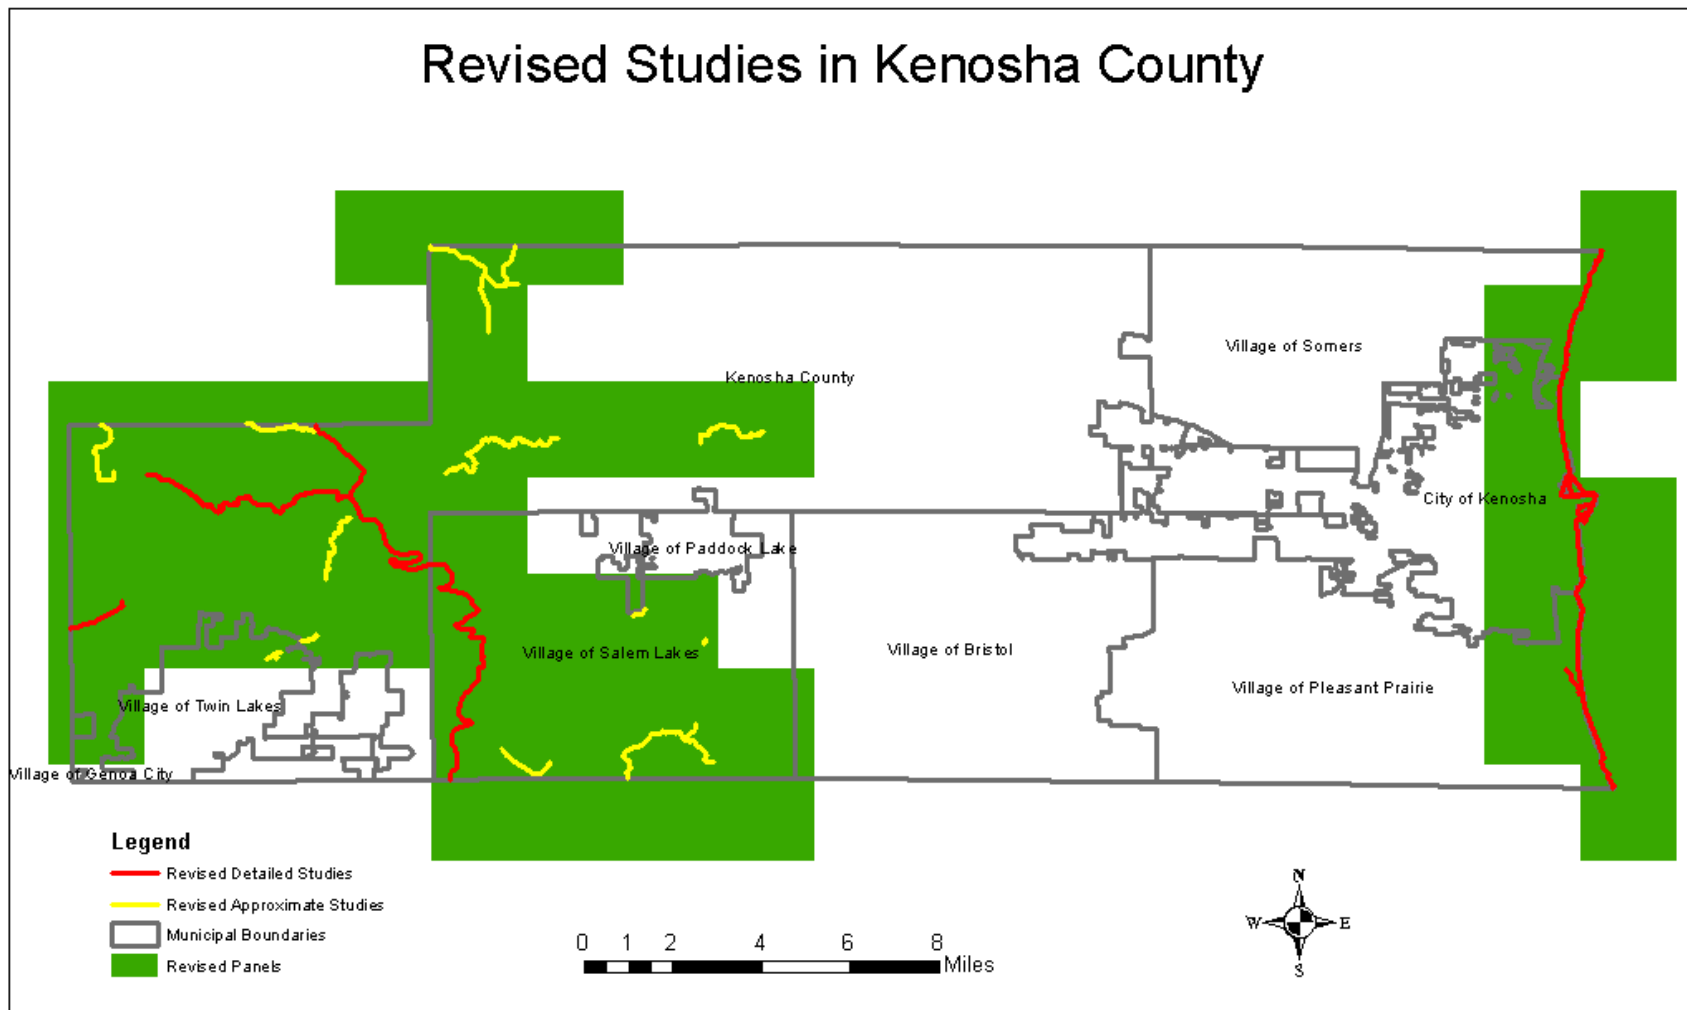 Revised Studies in Kenosha County
Village of Somers
Kenosha County
City of Kenosha
Village of Paddock Lake
Village of Salem Lakes
Village of Bristol
Village of Pleasant Prairie
Village of Twin Lakes
Village of Genoa City
Legend
Revised Detailed Studies
Revised Approximate Studies
Municipal Boundaries
Revised Panels
0 1 2 4 6 8
Miles
N
W E
S